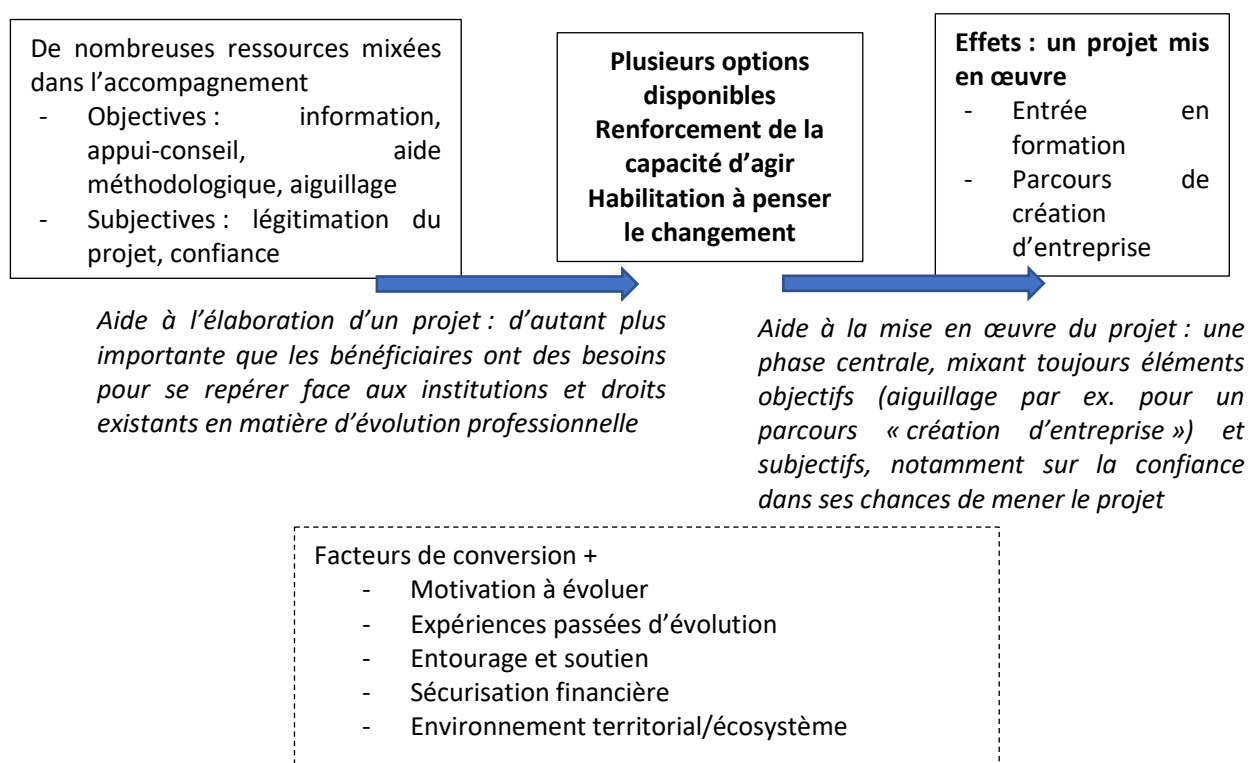 De nombreuses ressources mixées
dans l’accompagnement
- Objectives : information,
appui-conseil, aide
méthodologique, aiguillage
- Subjectives : légitimation du
projet, confiance
Plusieurs options
disponibles
Renforcement de la
capacité d’agir
Habilitation à penser
le changement
Effets : un projet mis
en œuvre
- Entrée en
formation
- Parcours de
création
d’entreprise
Aide à l’élaboration d’un projet : d’autant plus
importante que les bénéficiaires ont des besoins
pour se repérer face aux institutions et droits
existants en matière d’évolution professionnelle
Aide à la mise en œuvre du projet : une
phase centrale, mixant toujours éléments
objectifs (aiguillage par ex. pour un
parcours « création d’entreprise ») et
subjectifs, notamment sur la confiance
dans ses chances de mener le projet
Facteurs de conversion +
- Motivation à évoluer
- Expériences passées d’évolution
- Entourage et soutien
- Sécurisation financière
- Environnement territorial/écosystème